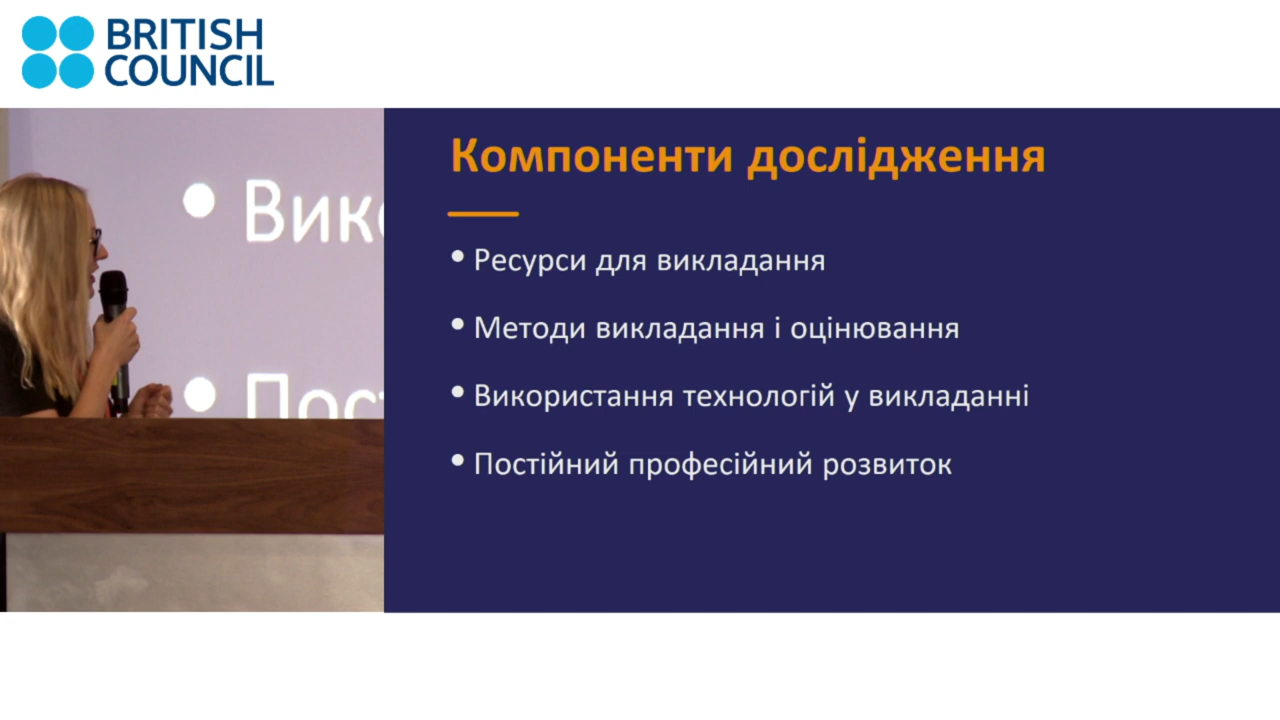 BRITISH
COUNCIL
Компоненти дослідження
• Ресурси для викладання
• Методи викладання і оцінювання
• Використання технологій у викладанні
• Постійний професійний розвиток